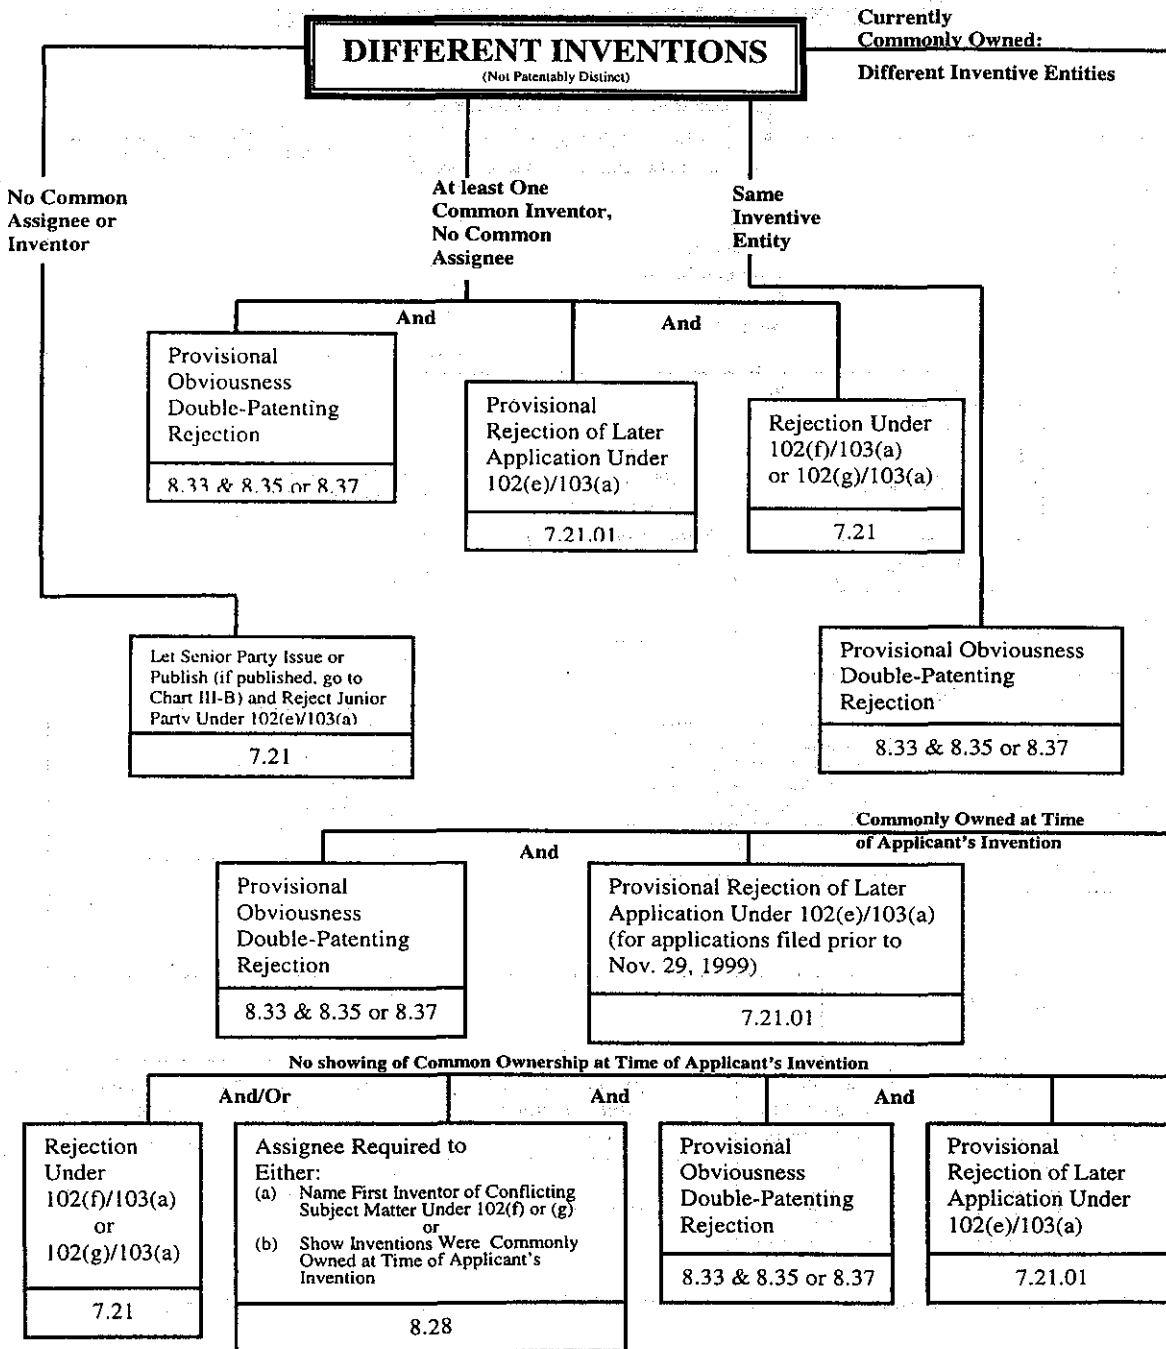 Currently
Commonly Owned:
DIFFERENT INVENTIONS
(Not Patentably Distinct)
Different Inventive Entities
No Common
Assignee or
Inventor
At least One
Common Inventor,
No Common
Assignee
Same
Inventive
Entity
And
And
Provisional
Obviousness
Double-Patenting
Rejection
8.33 & 8.35 or 8.37
Provisional
Rejection of Later
Application Under
102(e)/103(a)
7.21.01
Rejection Under
102(f)/103(a)
or 102(g)/103(a)
7.21
Let Senior Party Issue or
Publish (if published, go to
Chart III-B) and Reject Junior
Party Under 102(e)/103(a)
7.21
Provisional Obviousness
Double-Patenting
Rejection
8.33 & 8.35 or 8.37
Commonly Owned at Time
of Applicant's Invention
And
Provisional
Obviousness
Double-Patenting
Rejection
8.33 & 8.35 or 8.37
Provisional Rejection of Later
Application Under 102(e)/103(a)
(for applications filed prior to
Nov. 29, 1999)
7.21.01
No showing of Common Ownership at Time of Applicant's Invention
And/Or
And
And
Rejection
Under
102(f)/103(a)
or
102(g)/103(a)
7.21
Assignee Required to
Either:
(a) Name First Inventor of Conflicting
Subject Matter Under 102(f) or (g)
or
(b) Show Inventions Were Commonly
Owned at Time of Applicant's
Invention
8.28
Provisional
Obviousness
Double-Patenting
Rejection
8.33 & 8.35 or 8.37
Provisional
Rejection of Later
Application Under
102(e)/103(a)
7.21.01